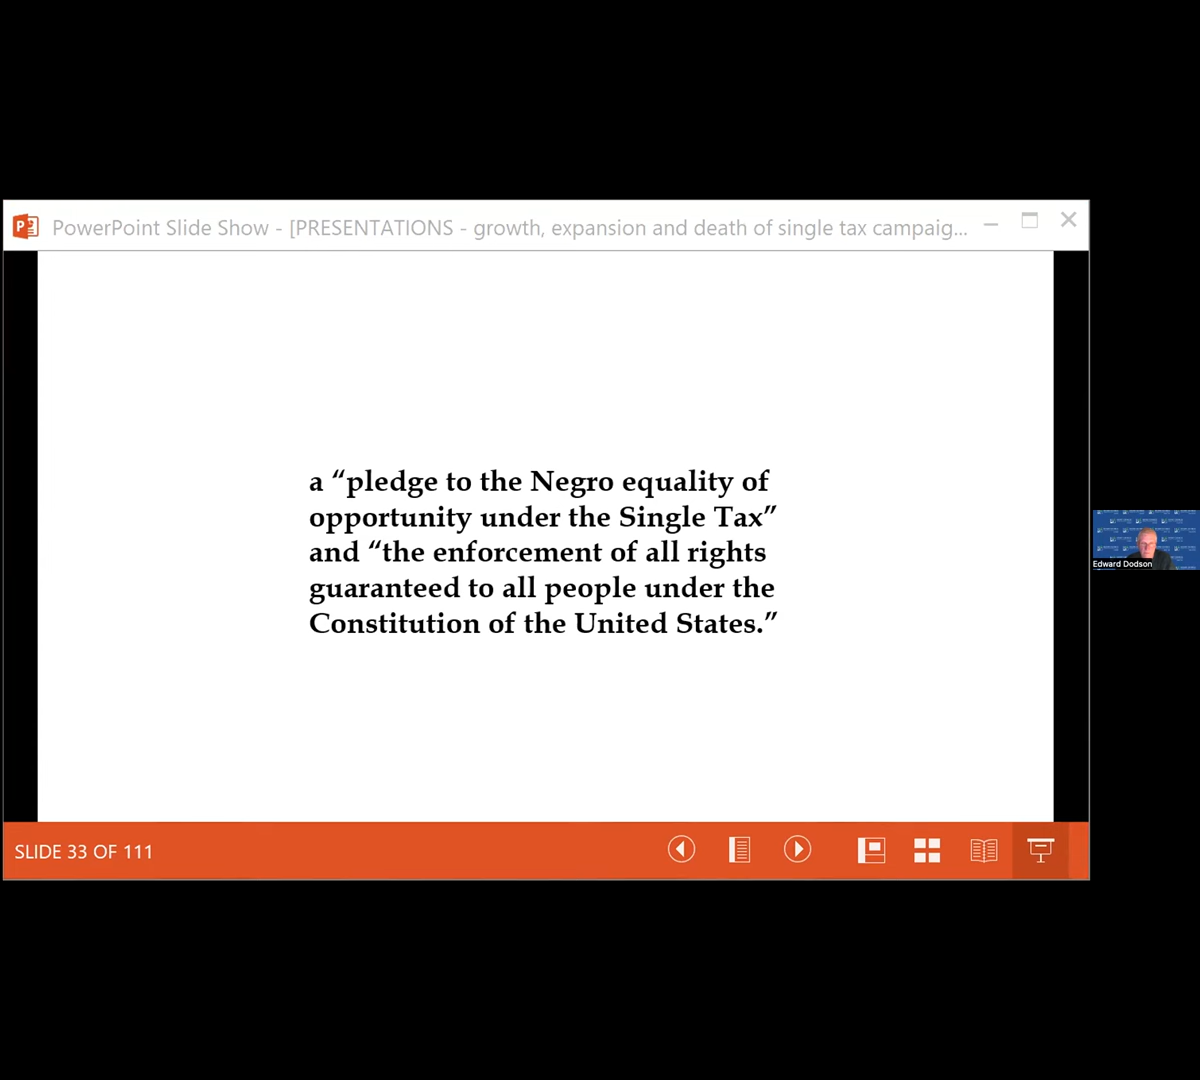 PowerPoint Slide Show - [PRESENTATIONS - growth, expansion and death of single tax campaig...
a “pledge to the Negro equality of
opportunity under the Single Tax”
and “the enforcement of all rights
guaranteed to all people under the
Constitution of the United States.”
Edward Dodson
SLIDE 33 OF 111